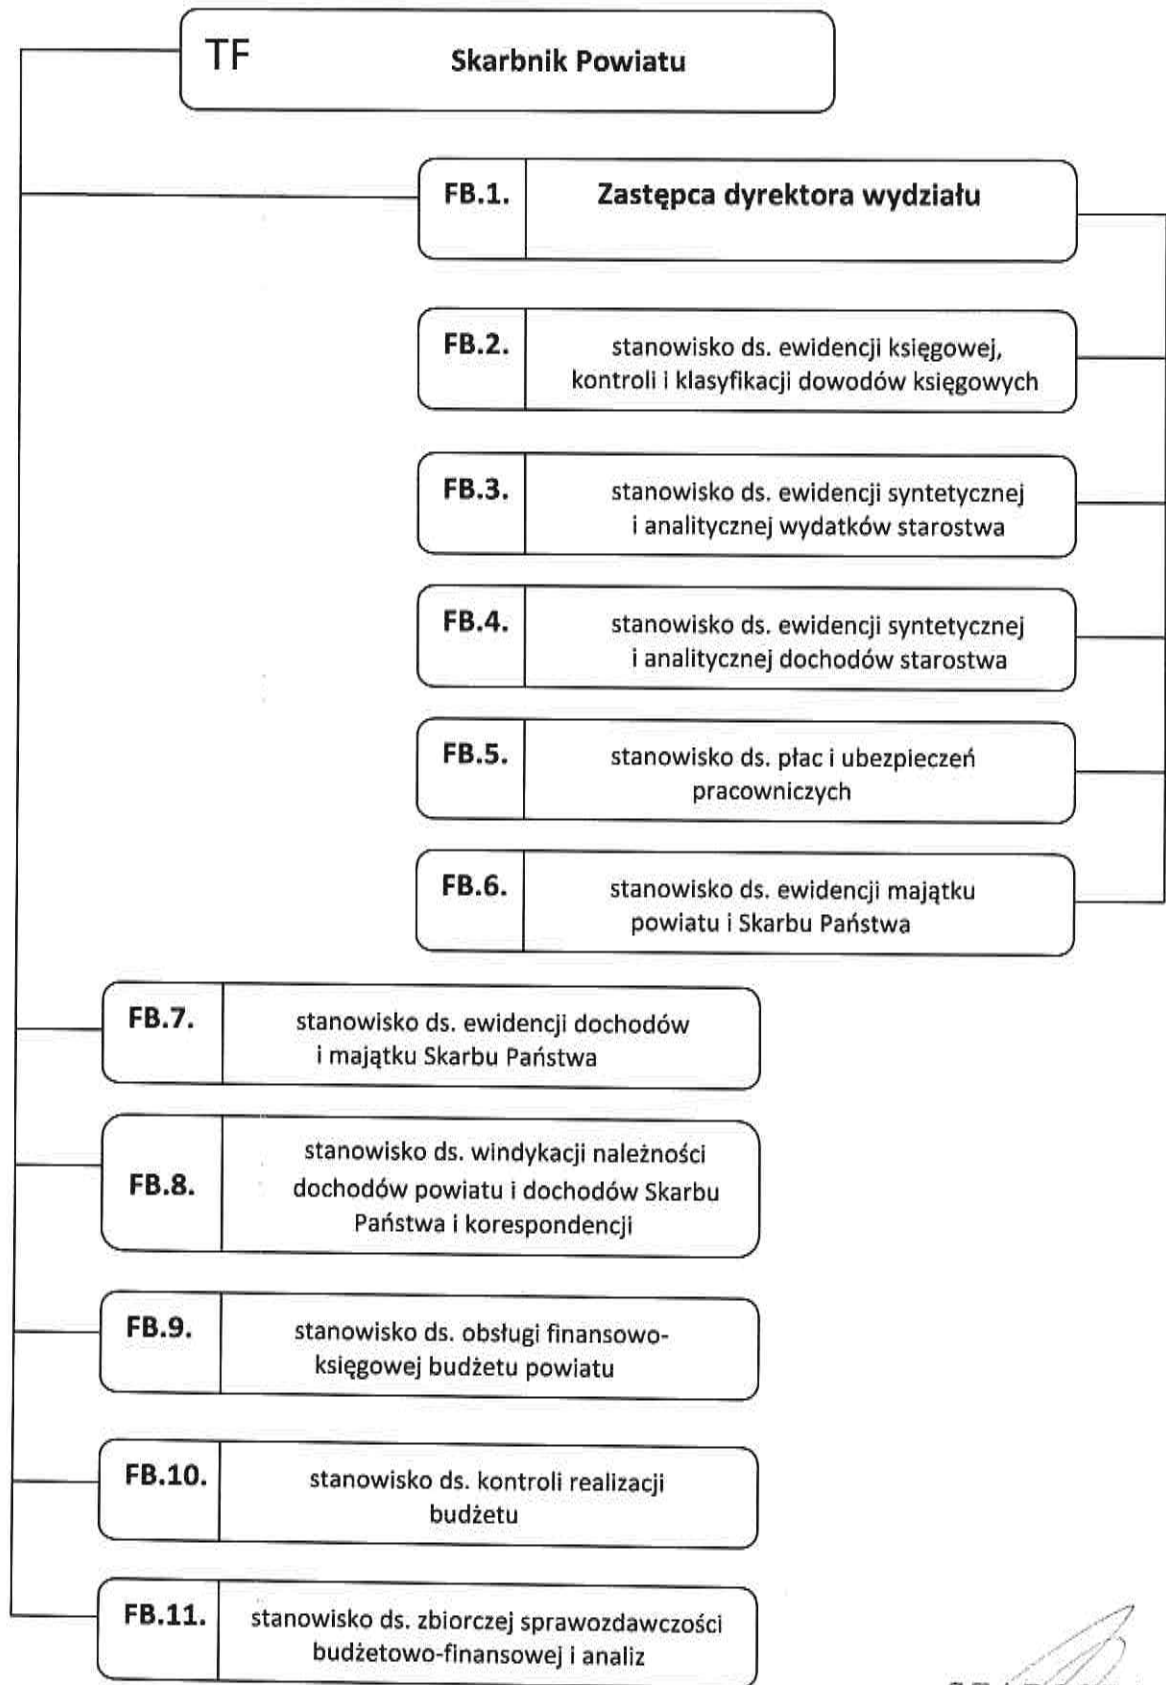 TF Skarbnik Powiatu
FB.1. Zastępca dyrektora wydziału
FB.2. stanowisko ds. ewidencji księgowej,
kontroli i klasyfikacji dowodów księgowych
FB.3. stanowisko ds. ewidencji syntetycznej
i analitycznej wydatków starostwa
FB.4. stanowisko ds. ewidencji syntetycznej
i analitycznej dochodów starostwa
FB.5. stanowisko ds. płac i ubezpieczeń
pracowniczych
FB.6. stanowisko ds. ewidencji majątku
powiatu i Skarbu Państwa
FB.7. stanowisko ds. ewidencji dochodów
i majątku Skarbu Państwa
stanowisko ds. windykacji należności
FB.8. dochodów powiatu i dochodów Skarbu
Państwa i korespondencji
FB.9. stanowisko ds. obsługi finansowo-
księgowej budżetu powiatu
FB.10. stanowisko ds. kontroli realizacji
budżetu
FB.11. stanowisko ds. zbiorczej sprawozdawczości
budżetowo-finansowej i analiz